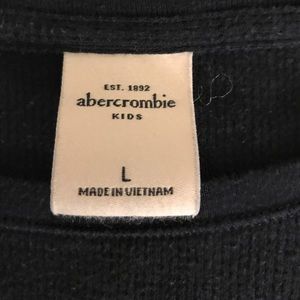 EST. 1892
abercrombie
KIDS
L
MADE IN VIETNAM